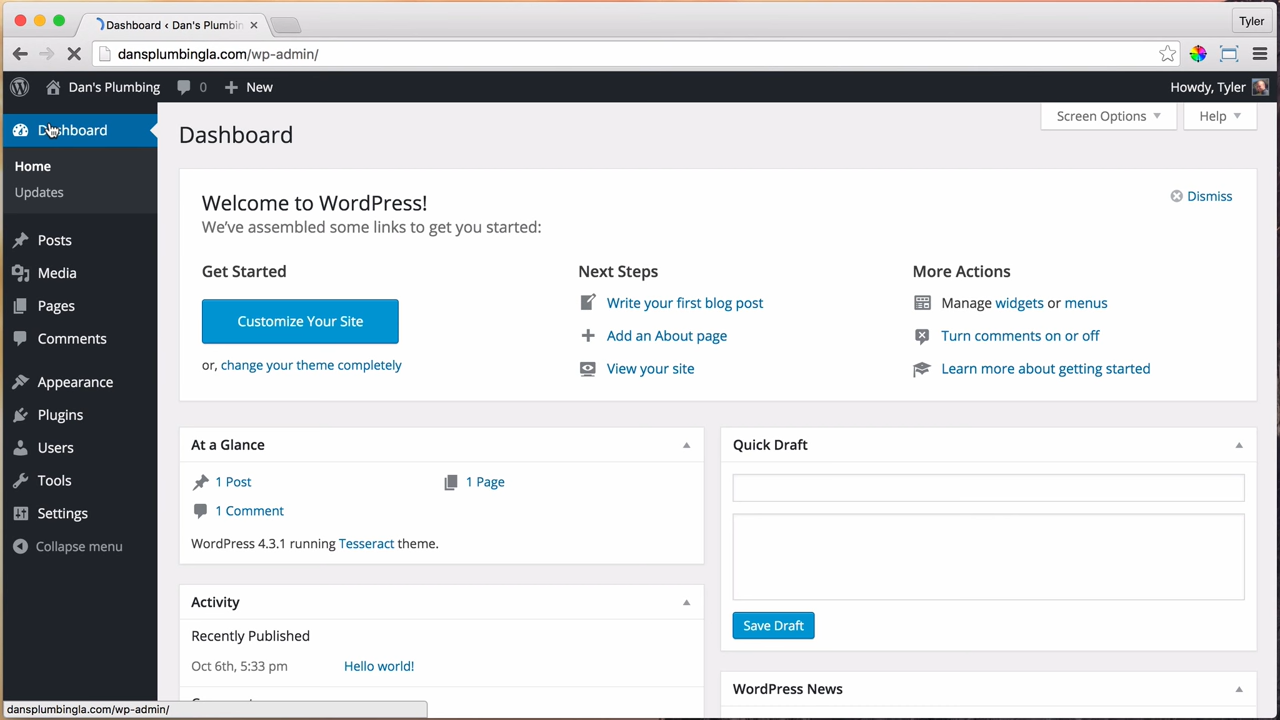 Dashboard < Dan's Plumbin
Tyler
dansplumbingla.com/wp-admin/
Dan's Plumbing 0 New
Howdy, Tyler
Dashboard
Home
Updates
Posts
Media
Pages
Comments
Appearance
Plugins
Users
Tools
Settings
Collapse menu
Screen Options
Help
Dashboard
Welcome to WordPress!
We've assembled some links to get you started:
Dismiss
Get Started
Customize Your Site
or, change your theme completely
Next Steps
Write your first blog post
Add an About page
View your site
More Actions
Manage widgets or menus
Turn comments on or off
Learn more about getting started
At a Glance
1 Post
1 Page
1 Comment
WordPress 4.3.1 running Tesseract theme.
Activity
Recently Published
Oct 6th, 5:33 pm Hello world!
Quick Draft
Save Draft
WordPress News
dansplumbingla.com/wp-admin/